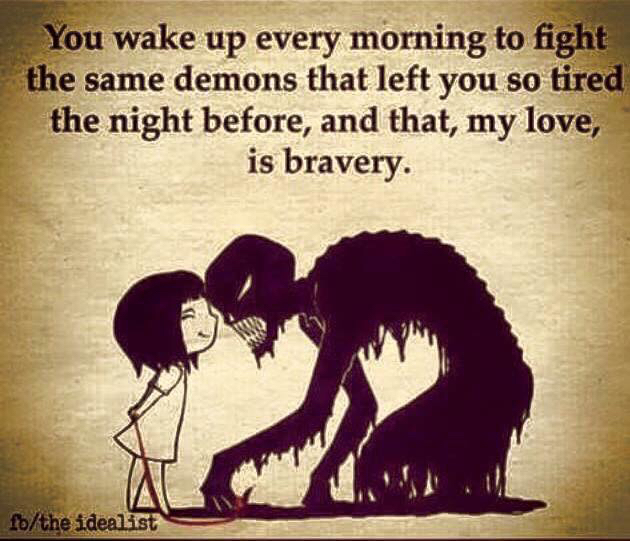 You wake up every morning to fight
the same demons that left you so tired
the night before, and that, my love,
is bravery.
fb/the idealist